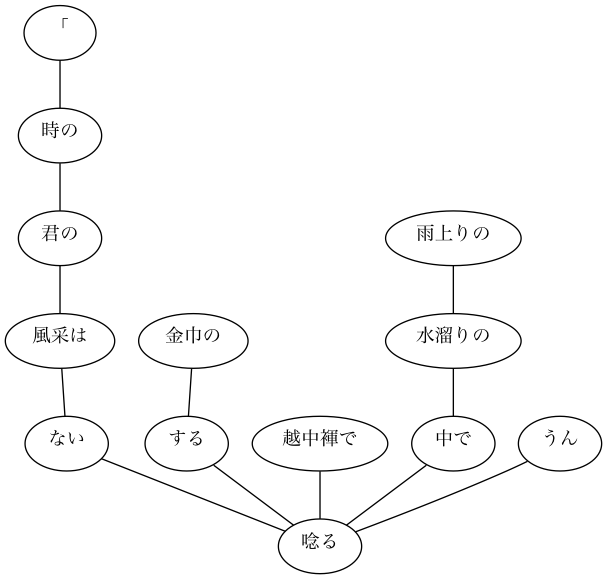 「
時の
君の
雨上りの
風采は
金巾の
水溜りの
ない
する
越中褌で
中で
うん
唸る